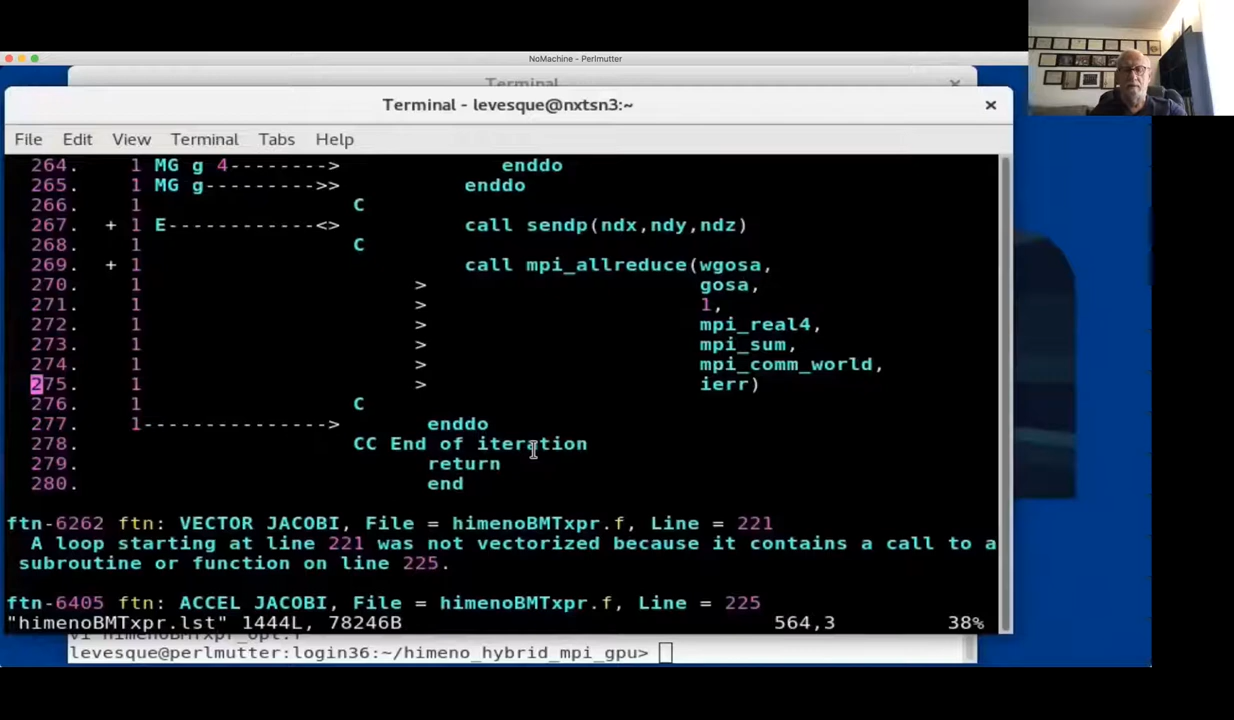 NoMachine - Perlmutter
Terminal
Terminal - levesque@nxtsn3:~
File Edit View Terminal Tabs Help
264. 1 MG g 4--------> enddo
265. 1 MG g--------->> enddo
266. 1 C
267. + 1 E------------<> call sendp(ndx,ndy,ndz)
268. 1 C
269. + 1 call mpi_allreduce(wgosa,
270. 1 > gosa,
271. 1 > 1,
272. 1 > mpi_real4,
273. 1 > mpi_sum,
274. 1 > mpi_comm_world,
275. 1 > ierr)
276. 1 C
277. 1---------------> enddo
278. CC End of iteration
279. return
280. end
ftn-6262 ftn: VECTOR JACOBI, File = himenoBMTxpr.f, Line = 221
A loop starting at line 221 was not vectorized because it contains a call to a
subroutine or function on line 225.
ftn-6405 ftn: ACCEL JACOBI, File = himenoBMTxpr.f, Line = 225
"himenoBMTxpr.lst" 1444L, 78246B 564,3 38%
levesque@perlmutter:login36:~/himeno_hybrid_mpi_gpu>